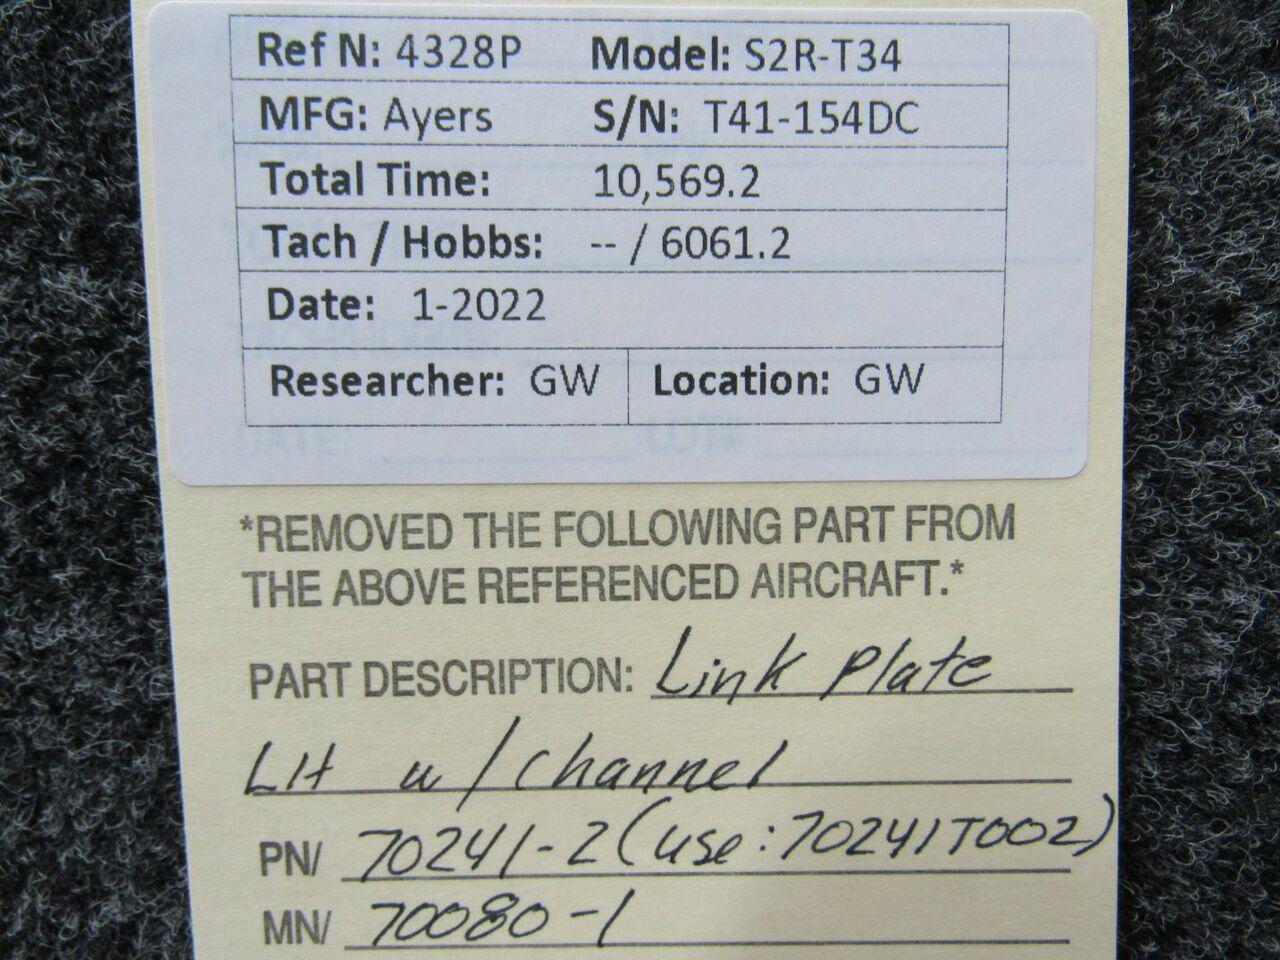 Ref N: 4328P Model: S2R-T34
MFG: Ayers S/N: T41-154DC
Total Time: 10,569.2
Tach / Hobbs: -- / 6061.2
Date: 1-2022
Researcher: GW Location: GW
*REMOVED THE FOLLOWING PART FROM
THE ABOVE REFERENCED AIRCRAFT.*
PART DESCRIPTION: Link Plate
LH w/channel
PN/ 70241-2 (use: 70241T002)
MN/ 70080-1